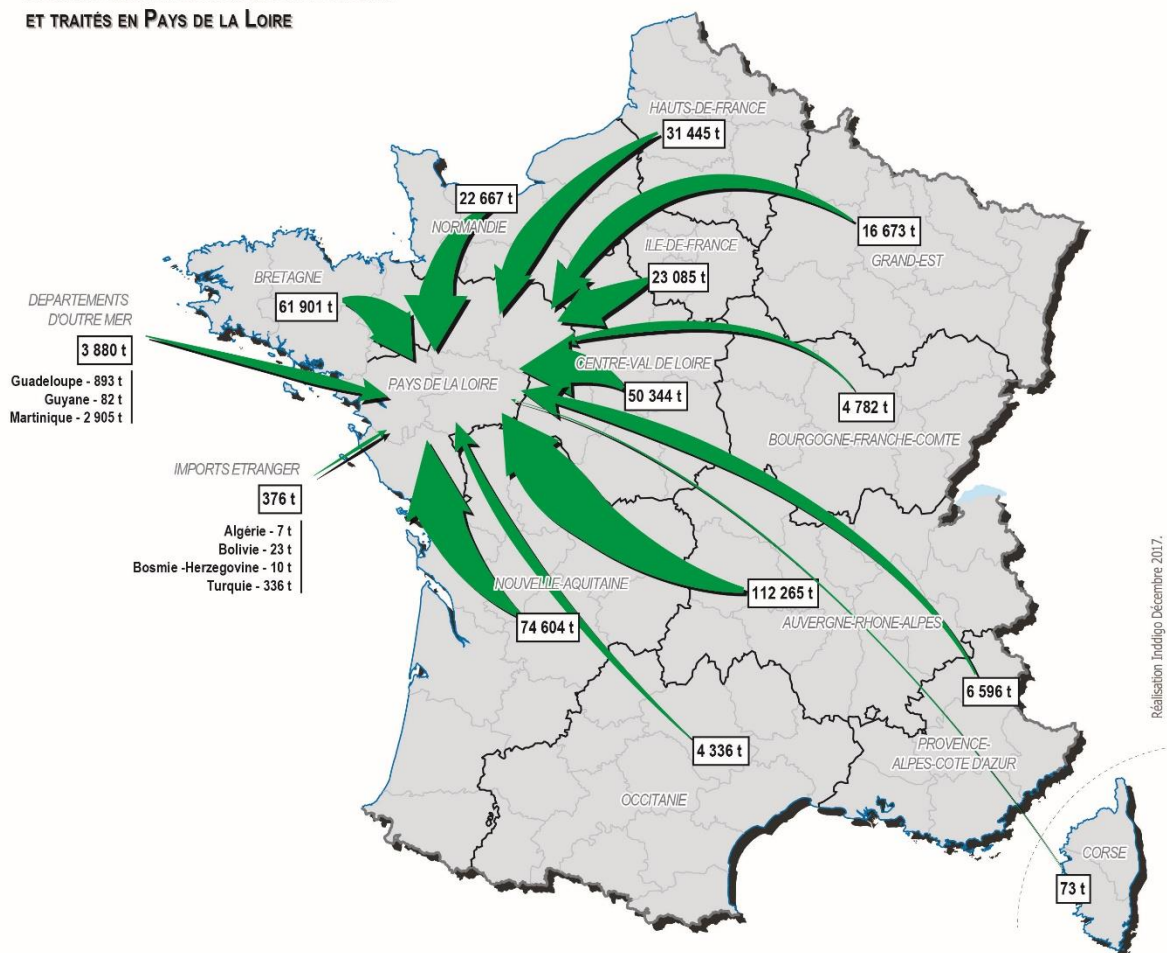 ET TRAITÉS EN PAYS DE LA LOIRE
HAUTS-DE-FRANCE
31 445 t
22 667 t
NORMANDIE
16 673 t
GRAND-EST
ILE-DE-FRANCE
23 085 t
BRETAGNE
61 901 t
DEPARTEMENTS
D'OUTRE MER
3 880 t
Guadeloupe - 893 t
Guyane - 82 t
Martinique - 2 905 t
CENTRE-VAL DE LOIRE
50 344 t
PAYS DE LA LOIRE
4 782 t
BOURGOGNE-FRANCHE-COMTE
IMPORTS ETRANGER
376 t
Algérie - 7 t
Bolivie - 23 t
Bosmie -Herzegovine - 10 t
Turquie - 336 t
NOUVELLE-AQUITAINE
74 604 t
112 265 t
AUVERGNE-RHONE-ALPES
6 596 t
4 336 t
PROVENCE-
ALPES-COTE D'AZUR
OCCITANIE
CORSE
73 t
Réalisation Inddigo Décembre 2017.